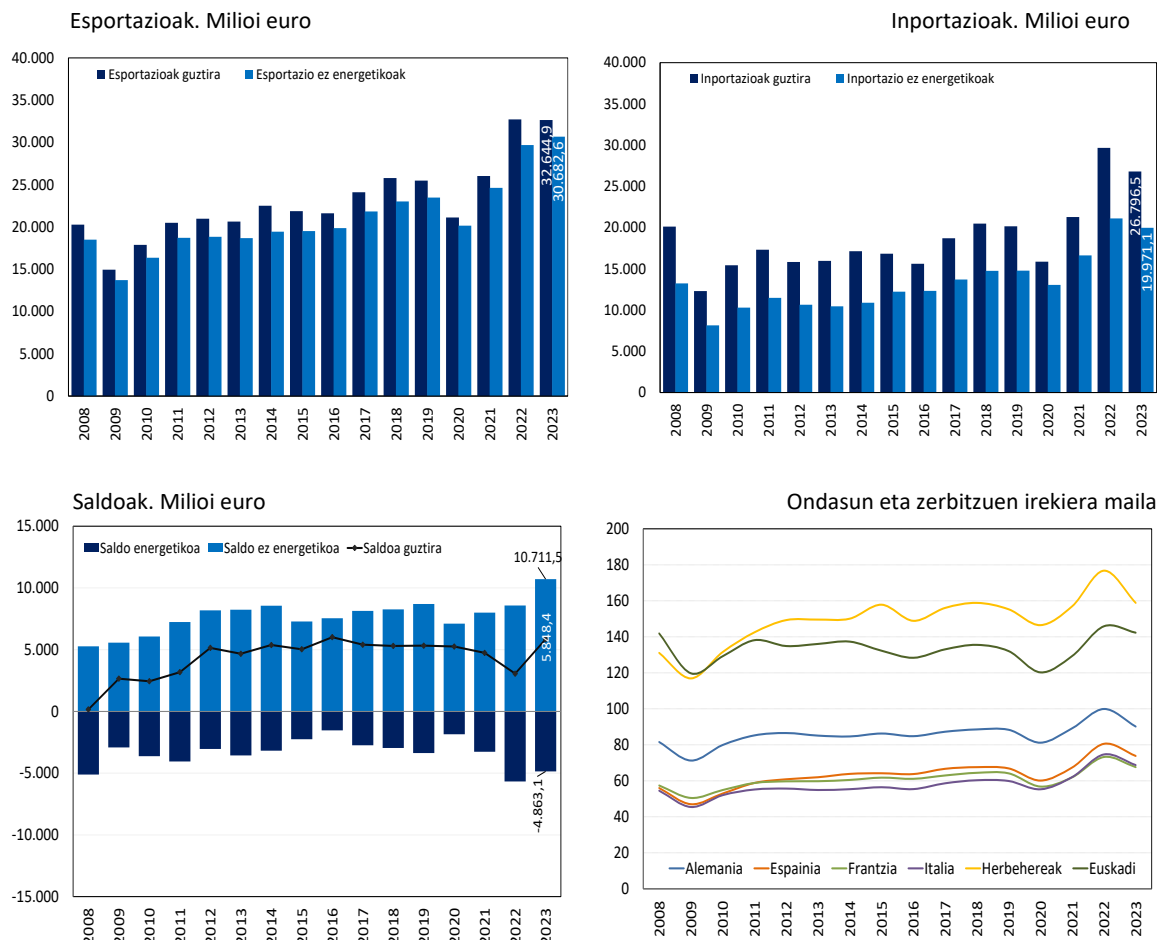 Esportazioak. Milioi euro
40.000
35.000
30.000
25.000
20.000
15.000
10.000
5.000
0
Esportazioak guztira
Esportazio ez energetikoak
32.644,9
30.682,6
2008 2009 2010 2011 2012 2013 2014 2015 2016 2017 2018 2019 2020 2021 2022 2023
Inportazioak. Milioi euro
40.000
30.000
25.000
20.000
15.000
10.000
5.000
0
Inportazioak guztira
Inportazio ez energetikoak
26.796,5
19.971,1
2008 2009 2010 2011 2012 2013 2014 2015 2016 2017 2018 2019 2020 2021 2022 2023
Saldoak. Milioi euro
15.000
10.000
5.000
0
-5.000
-10.000
-15.000
Saldo energetikoa
Saldo ez energetikoa
Saldoa guztira
10.711,5
5.848,4
-4.863,1
2008 2009 2010 2011 2012 2013 2014 2015 2016 2017 2018 2019 2020 2021 2022 2023
Ondasun eta zerbitzuen irekiera maila
200
180
160
140
120
100
80
60
40
20
0
Alemania
Espainia
Frantzia
Italia
Herbehereak
Euskadi
2008 2009 2010 2011 2012 2013 2014 2015 2016 2017 2018 2019 2020 2021 2022 2023